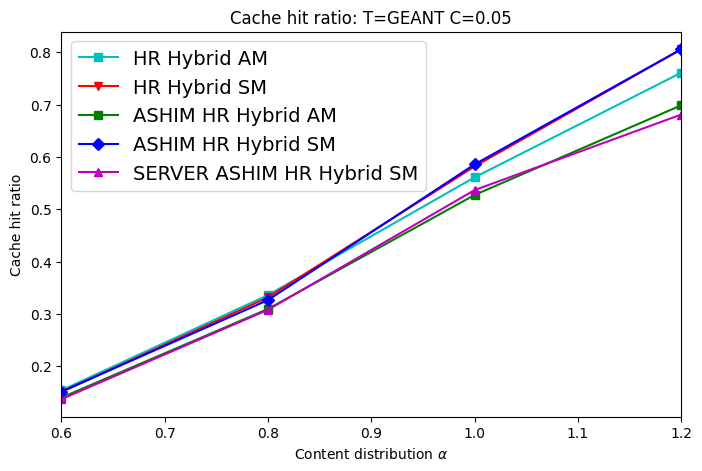 Cache hit ratio: T=GEANT C=0.05
HR Hybrid AM
HR Hybrid SM
ASHIM HR Hybrid AM
ASHIM HR Hybrid SM
SERVER ASHIM HR Hybrid SM
Cache hit ratio
0.8
0.7
0.6
0.5
0.4
0.3
0.2
0.6 0.7 0.8 0.9 1.0 1.1 1.2
Content distribution α